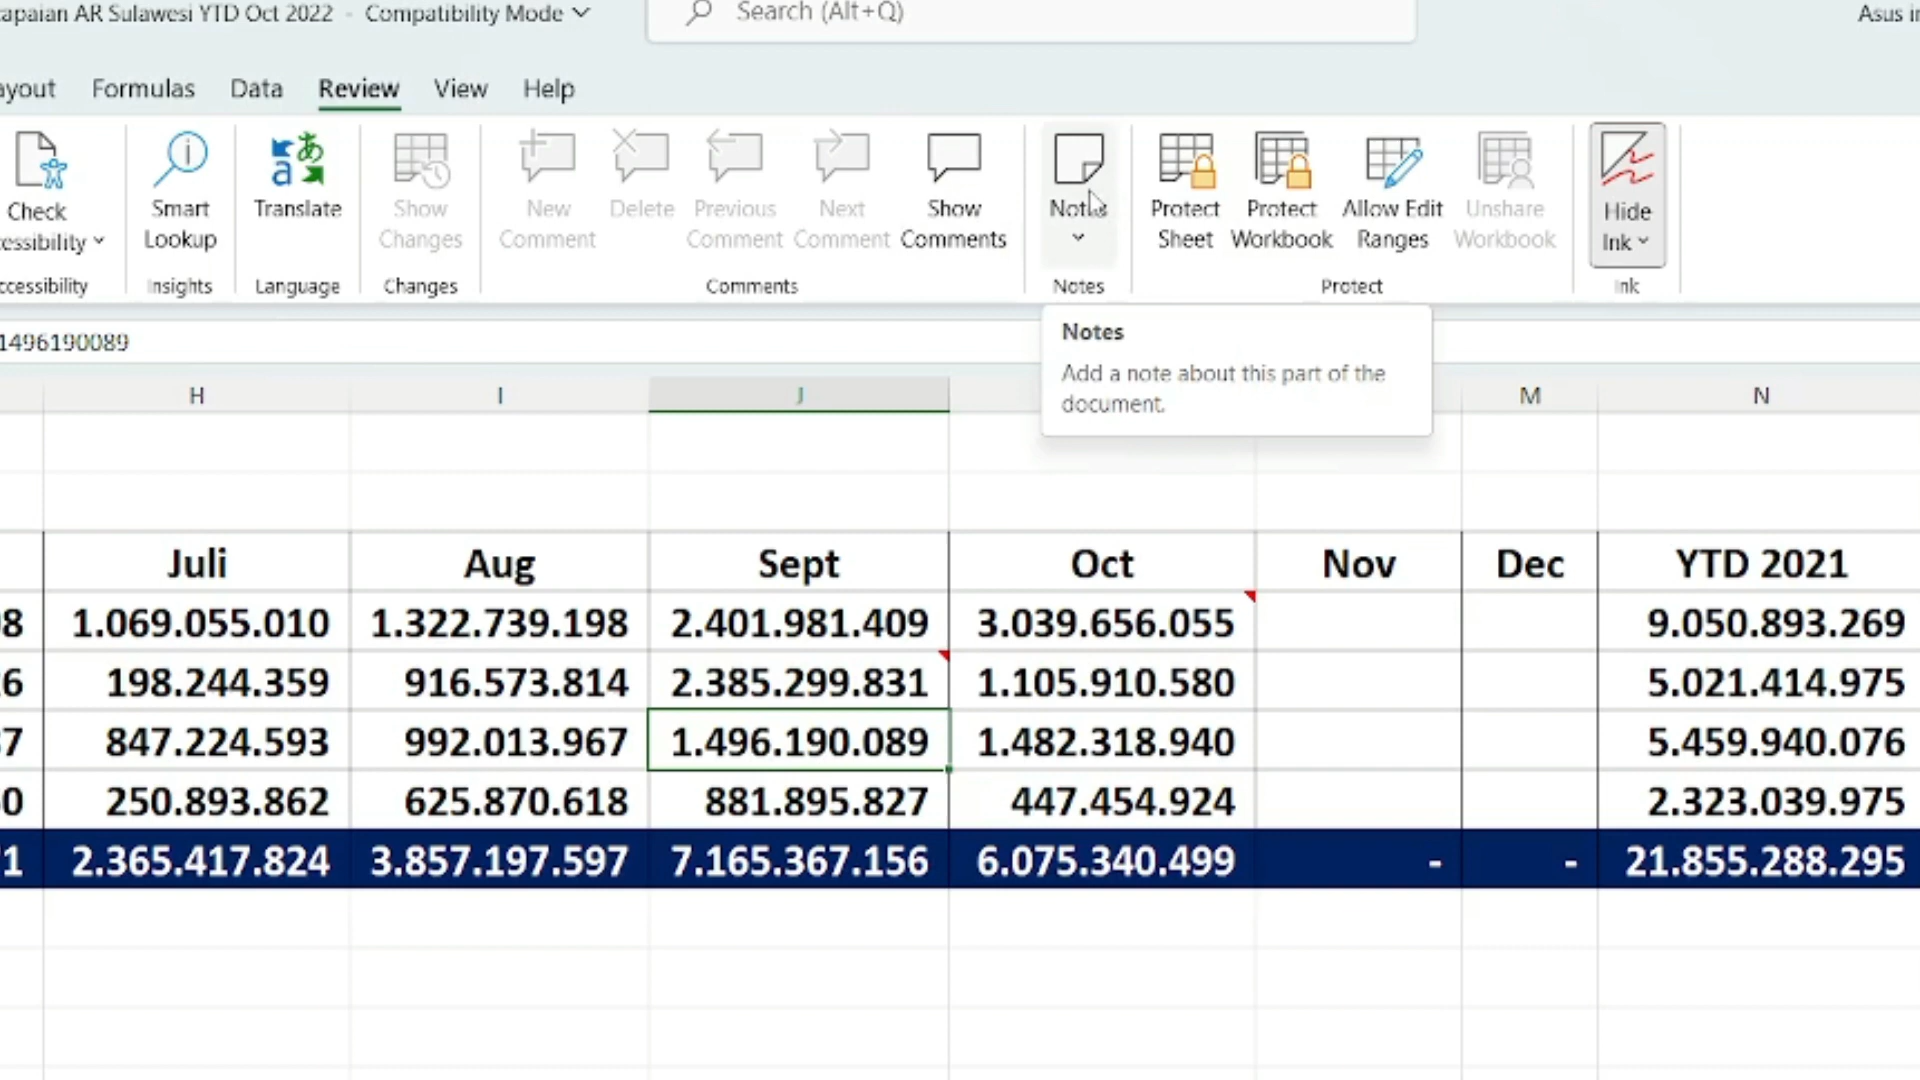 apaian AR Sulawesi YTD Oct 2022 - Compatibility Mode
Search (Alt+Q)
Asus in
ayout Formulas Data Review View Help
Check
essibility
Smart
Lookup
Translate
Show
Changes
New
Comment
Delete
Previous
Comment
Next
Comment
Show
Comments
Notes
Protect
Sheet
Protect
Workbook
Allow Edit
Ranges
Unshare
Workbook
Hide
Ink
ccessibility Insights Language Changes Comments Notes Protect Ink
Notes
Add a note about this part of the
document.
1496190089
H I J M N
Juli Aug Sept Oct Nov Dec YTD 2021
8 1.069.055.010 1.322.739.198 2.401.981.409 3.039.656.055 9.050.893.269
6 198.244.359 916.573.814 2.385.299.831 1.105.910.580 5.021.414.975
7 847.224.593 992.013.967 1.496.190.089 1.482.318.940 5.459.940.076
0 250.893.862 625.870.618 881.895.827 447.454.924 2.323.039.975
1 2.365.417.824 3.857.197.597 7.165.367.156 6.075.340.499 - - 21.855.288.295